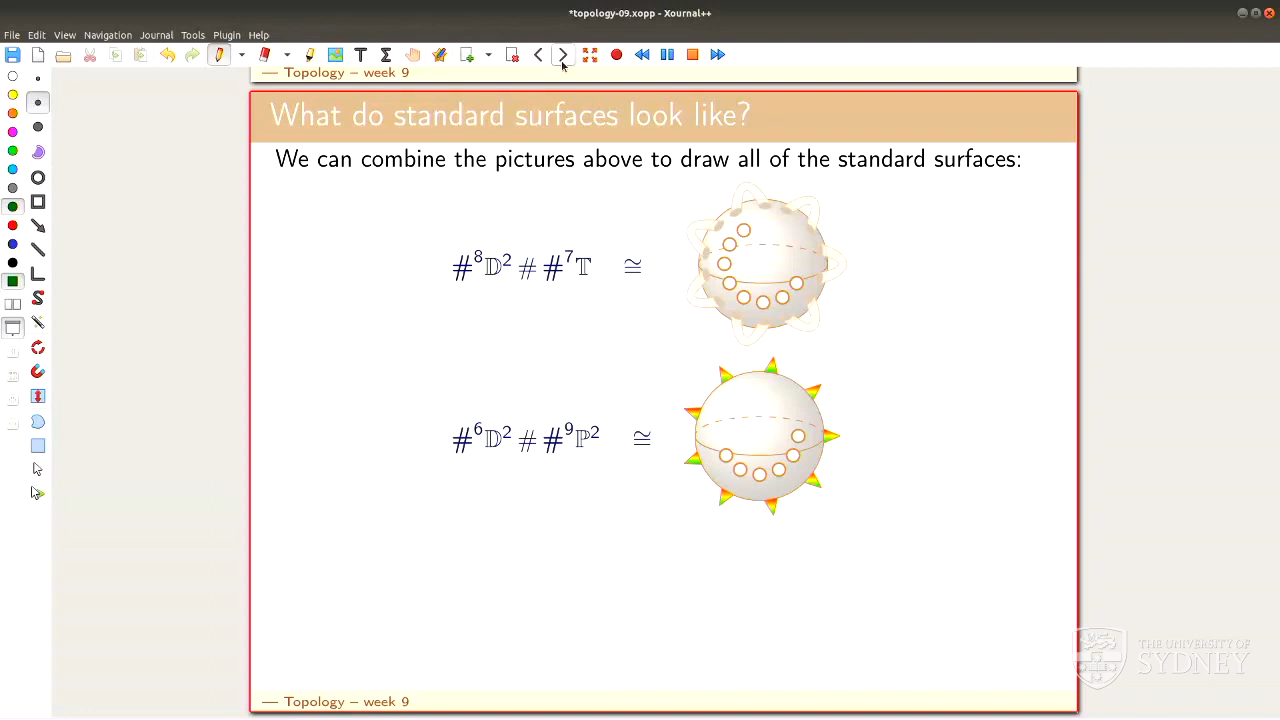 *topology-09.xopp - Xournal++
File Edit View Navigation Journal Tools Plugin Help
— Topology – week 9
What do standard surfaces look like?
We can combine the pictures above to draw all of the standard surfaces:
#⁸𝔻² # #⁷𝕋 ≅
#⁶𝔻² # #⁹ℙ² ≅
THE UNIVERSITY OF
SYDNEY
— Topology – week 9